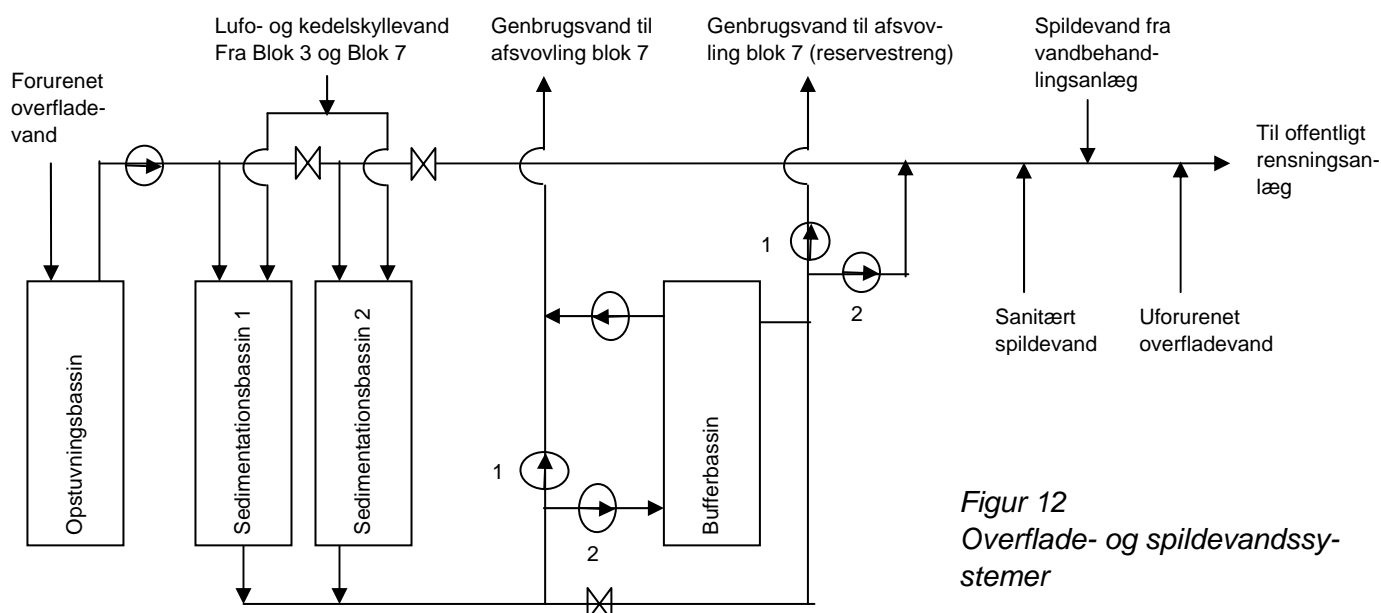 Lufo- og kedelskyllevand
Fra Blok 3 og Blok 7
Genbrugsvand til
afsvovling blok 7
Genbrugsvand til afsvov-
ling blok 7 (reservestreng)
Spildevand fra
vandbehand-
lingsanlæg
Forurenet
overflade-
vand
Til offentligt
rensningsan-
læg
1
2
Opstuvningsbassin
Sedimentationsbassin 1
Sedimentationsbassin 2
Bufferbassin
Sanitært
spildevand
Uforurenet
overfladevand
1
2
Figur 12
Overflade- og spildevandssy-
stemer